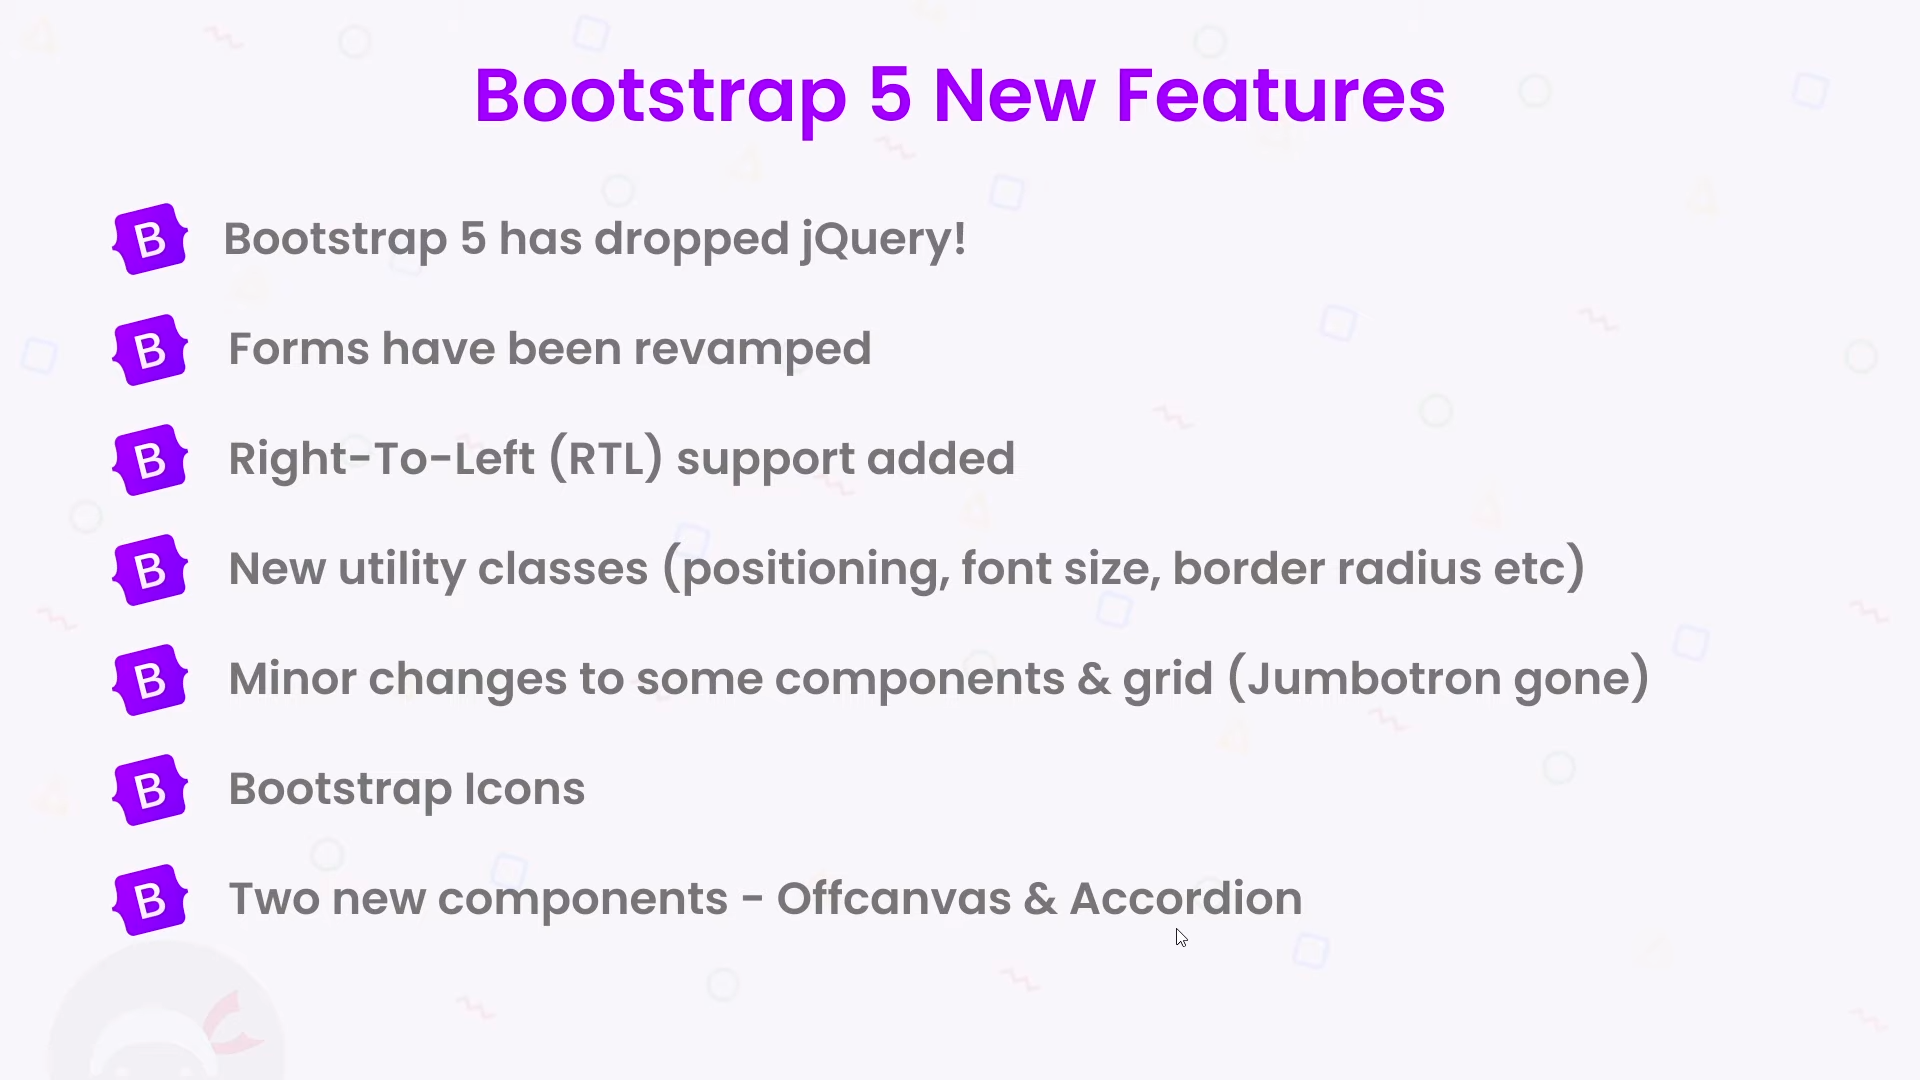 Bootstrap 5 New Features
B Bootstrap 5 has dropped jQuery!
B Forms have been revamped
B Right-To-Left (RTL) support added
B New utility classes (positioning, font size, border radius etc)
B Minor changes to some components & grid (Jumbotron gone)
B Bootstrap Icons
B Two new components - Offcanvas & Accordion